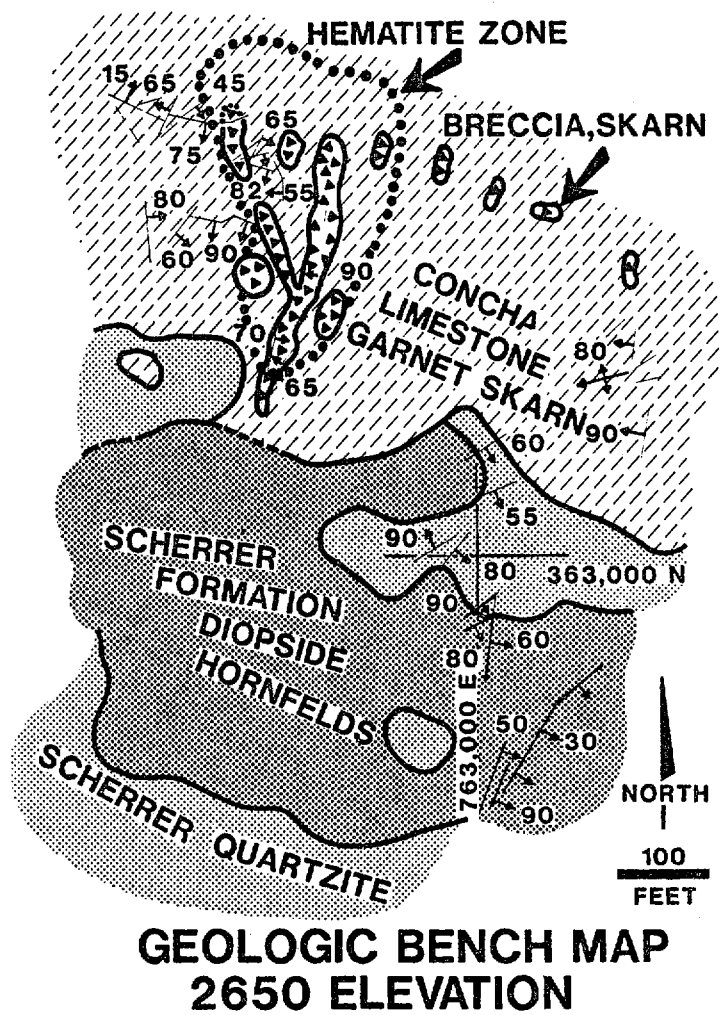 HEMATITE ZONE
15
65
45
65
BRECCIA,SKARN
75
82
55
80
60
90
90
CONCHA
LIMESTONE
GARNET SKARN
70
65
80
90
60
55
SCHERRER
FORMATION
DIOPSIDE
HORNFELDS
90
80
363,000 N
90
60
80
763,000 E
50
30
90
SCHERRER QUARTZITE
NORTH
100
FEET
GEOLOGIC BENCH MAP
2650 ELEVATION